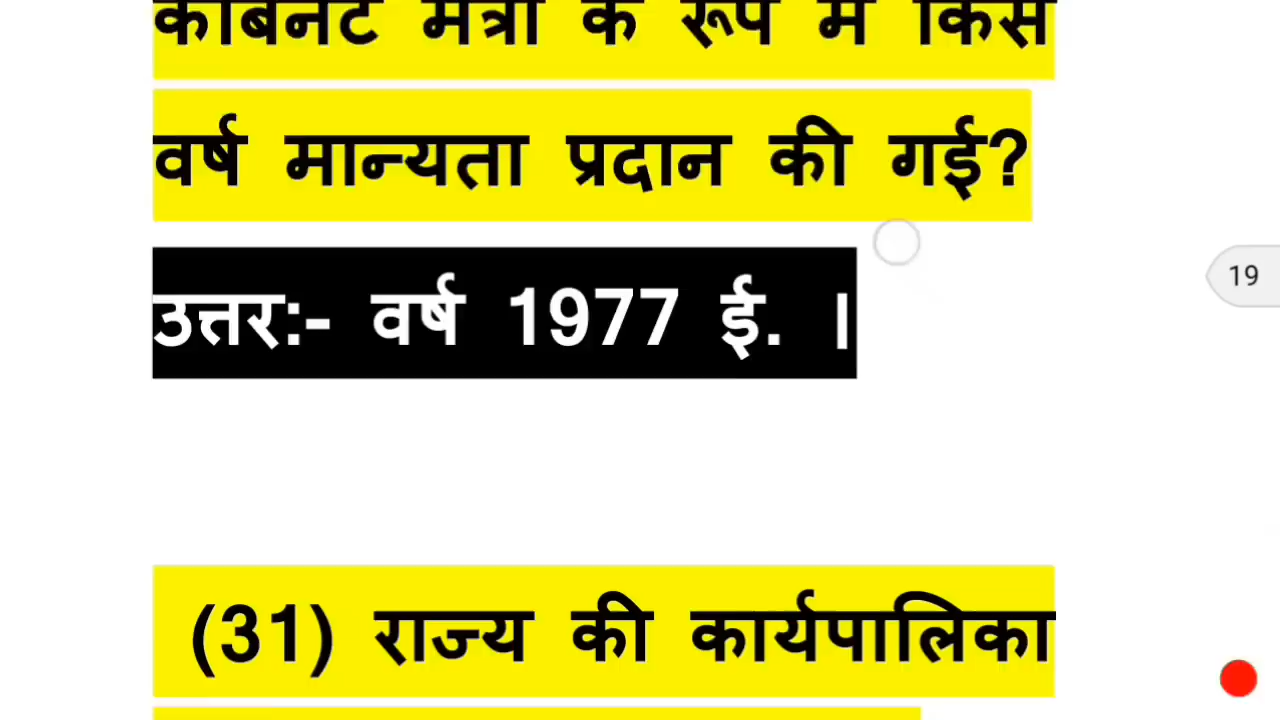 कैबिनेट मंत्री के रूप में किस
वर्ष मान्यता प्रदान की गई?
उत्तर:- वर्ष 1977 ई. ।
19
(31) राज्य की कार्यपालिका